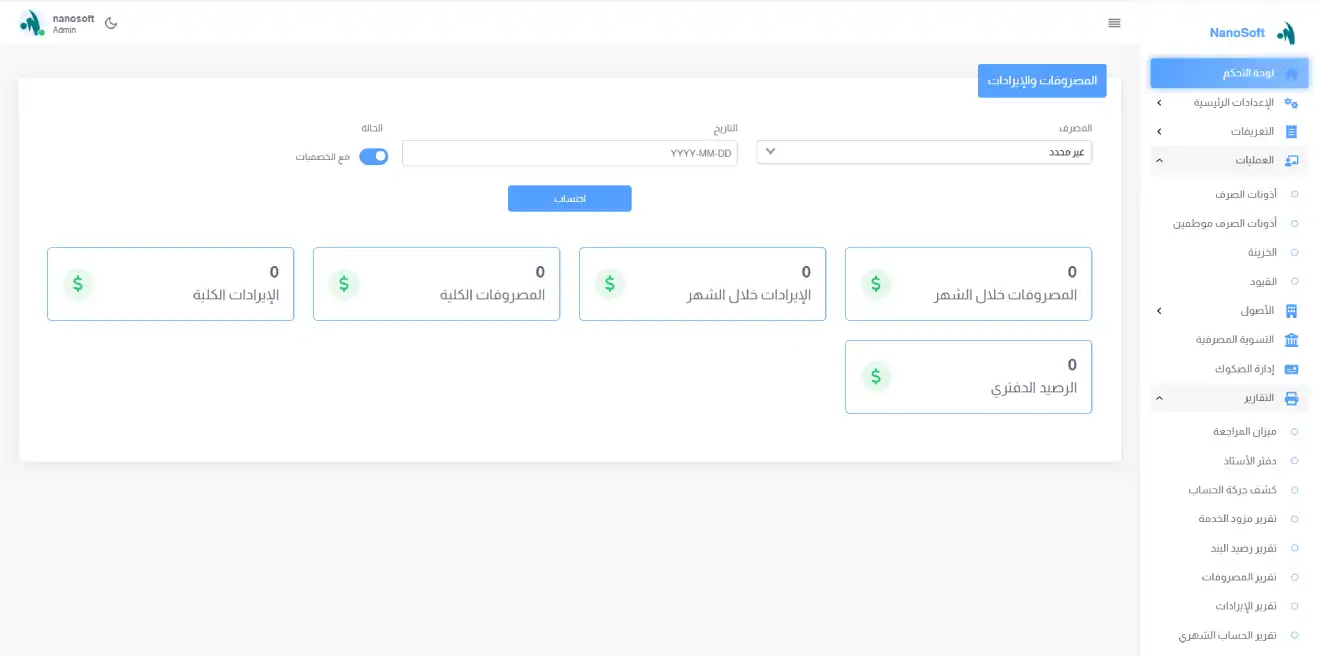 nanosoft
Admin
NanoSoft
لوحة التحكم
الإعدادات الرئيسية
التعريفات
العمليات
أذونات الصرف
أذونات الصرف موظفين
الخزينة
القيود
الأصول
التسوية المصرفية
إدارة الصكوك
التقارير
ميزان المراجعة
دفتر الأستاذ
كشف حركة الحساب
تقرير مزود الخدمة
تقرير رصيد البند
تقرير المصروفات
تقرير الإيرادات
تقرير الحساب الشهري
المصروفات والإيرادات
المصرف
التاريخ
الحالة
غير محدد
YYYY-MM-DD
مع الخصميات
احتساب
0
المصروفات خلال الشهر
0
الإيرادات خلال الشهر
0
المصروفات الكلية
0
الإيرادات الكلية
0
الرصيد الدفتري